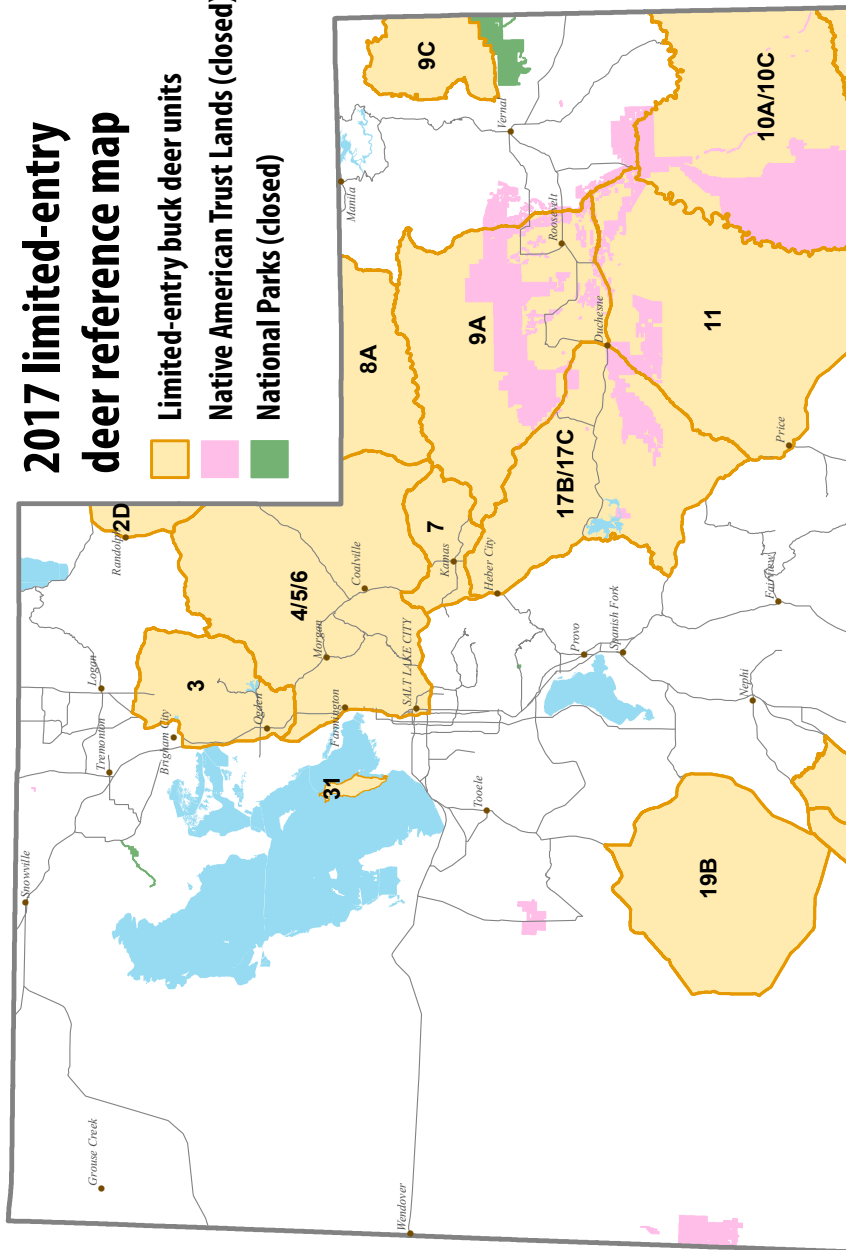 2017 limited-entry
deer reference map
Limited-entry buck deer units
Native American Trust Lands (closed)
National Parks (closed)
Snowville
Grouse Creek
Tremonton
Logan
Randolph
2D
Brigham City
3
Ogden
Morgan
4/5/6
Coalville
8A
Manila
9C
Farmington
31
SALT LAKE CITY
Wendover
Kamas
7
9A
Vernal
Tooele
Heber City
Roosevelt
17B/17C
Duchesne
Provo
Spanish Fork
11
10A/10C
19B
Nephi
Fairview
Price